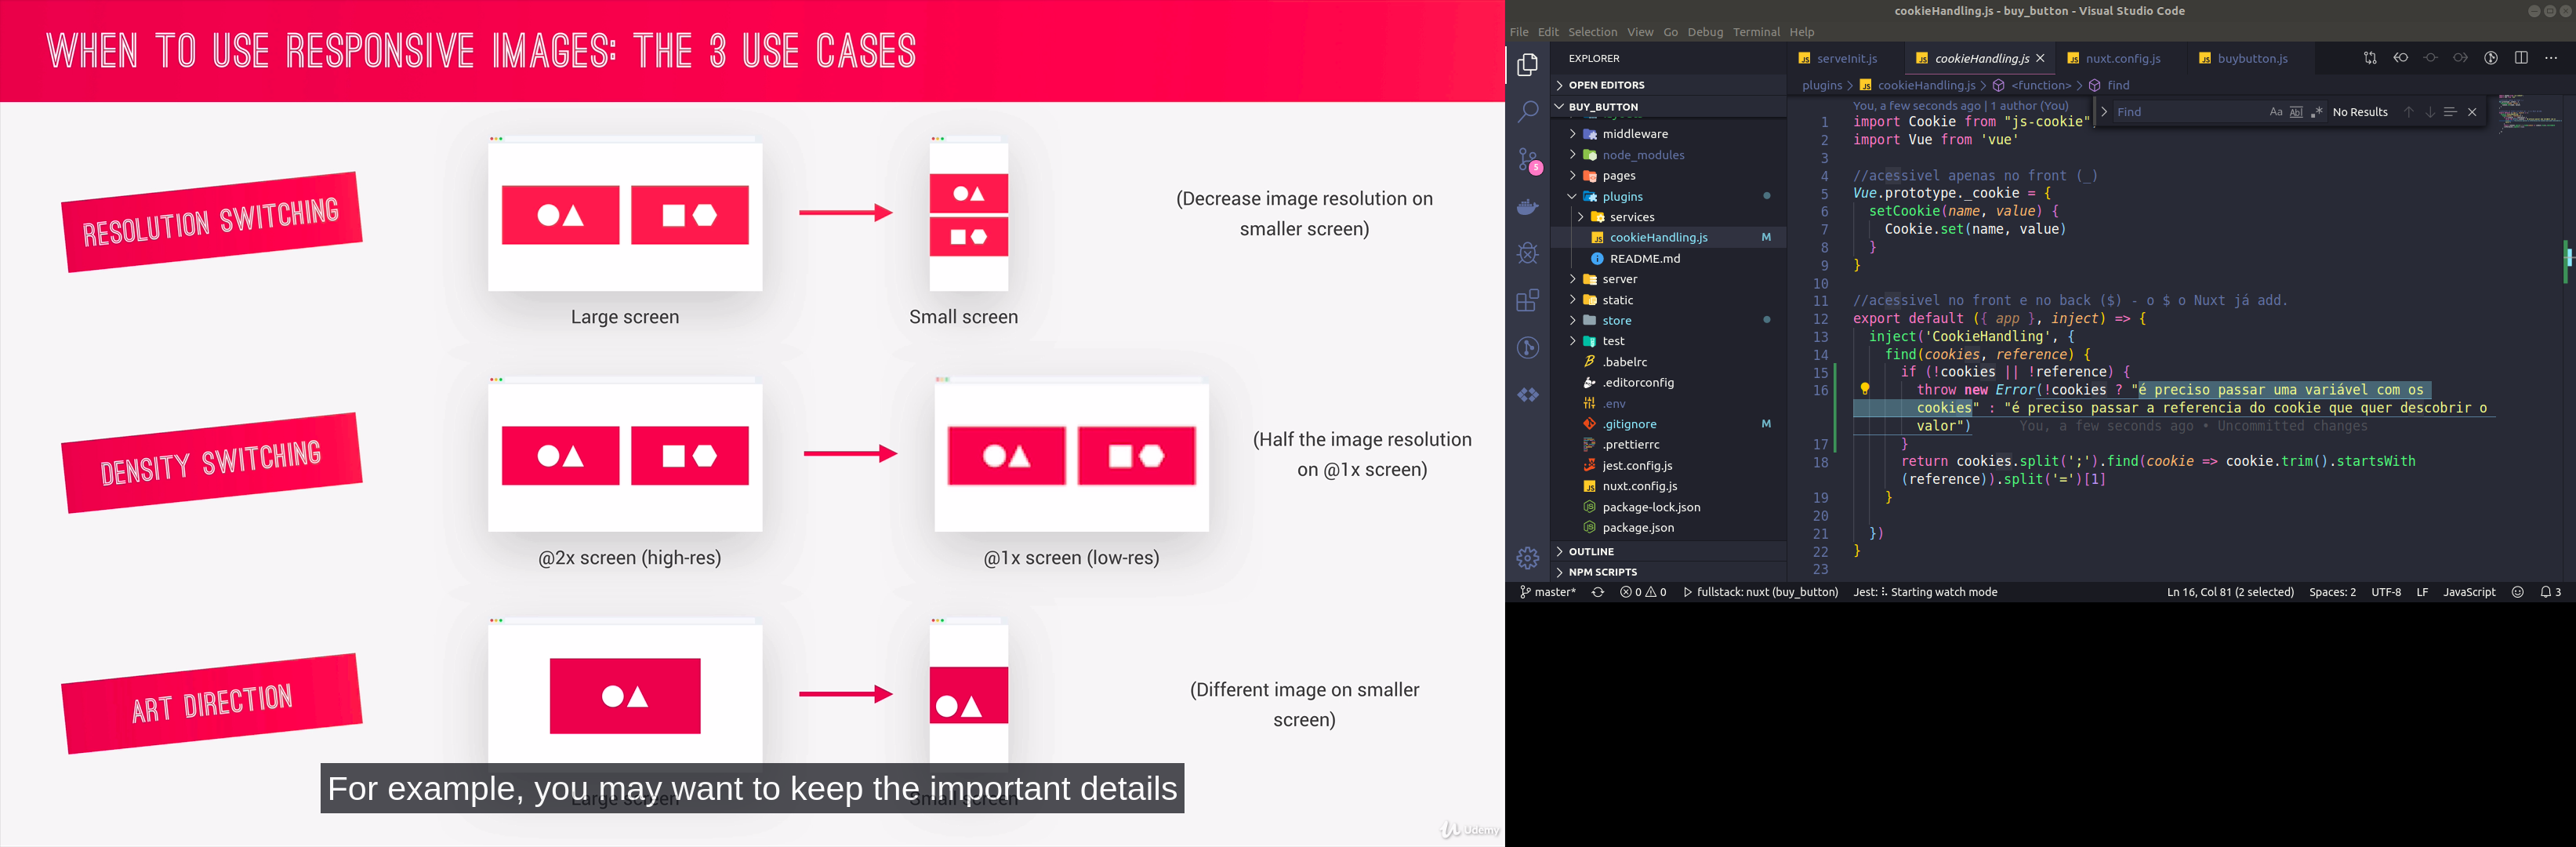 WHEN TO USE RESPONSIVE IMAGES: THE 3 USE CASES
RESOLUTION SWITCHING
Large screen
Small screen
(Decrease image resolution on
smaller screen)
DENSITY SWITCHING
@2x screen (high-res)
@1x screen (low-res)
(Half the image resolution
on @1x screen)
ART DIRECTION
(Different image on smaller
screen)
Large screen
Small screen
For example, you may want to keep the important details
Udemy
cookieHandling.js - buy_button - Visual Studio Code
File Edit Selection View Go Debug Terminal Help
EXPLORER
OPEN EDITORS
BUY_BUTTON
middleware
node_modules
pages
plugins
services
cookieHandling.js M
README.md
server
static
store
test
.babelrc
.editorconfig
.env
.gitignore M
.prettierrc
jest.config.js
nuxt.config.js
package-lock.json
package.json
OUTLINE
NPM SCRIPTS
5
serveInit.js
cookieHandling.js
nuxt.config.js
buybutton.js
plugins > cookieHandling.js > <function> > find
Find Aa Abl .* No Results
You, a few seconds ago | 1 author (You)
1 import Cookie from "js-cookie"
2 import Vue from 'vue'
3
4 //acessivel apenas no front (_)
5 Vue.prototype._cookie = {
6 setCookie(name, value) {
7 Cookie.set(name, value)
8 }
9 }
10
11 //acessivel no front e no back ($) - o $ o Nuxt já add.
12 export default ({ app }, inject) => {
13 inject('CookieHandling', {
14 find(cookies, reference) {
15 if (!cookies || !reference) {
16 throw new Error(!cookies ? "é preciso passar uma variável com os
cookies" : "é preciso passar a referencia do cookie que quer descobrir o
valor") You, a few seconds ago • Uncommitted changes
17 }
18 return cookies.split(';').find(cookie => cookie.trim().startsWith
(reference)).split('=')[1]
19 }
20
21 })
22 }
23
master* 0 0 fullstack: nuxt (buy_button) Jest: Starting watch mode
Ln 16, Col 81 (2 selected) Spaces: 2 UTF-8 LF JavaScript 3